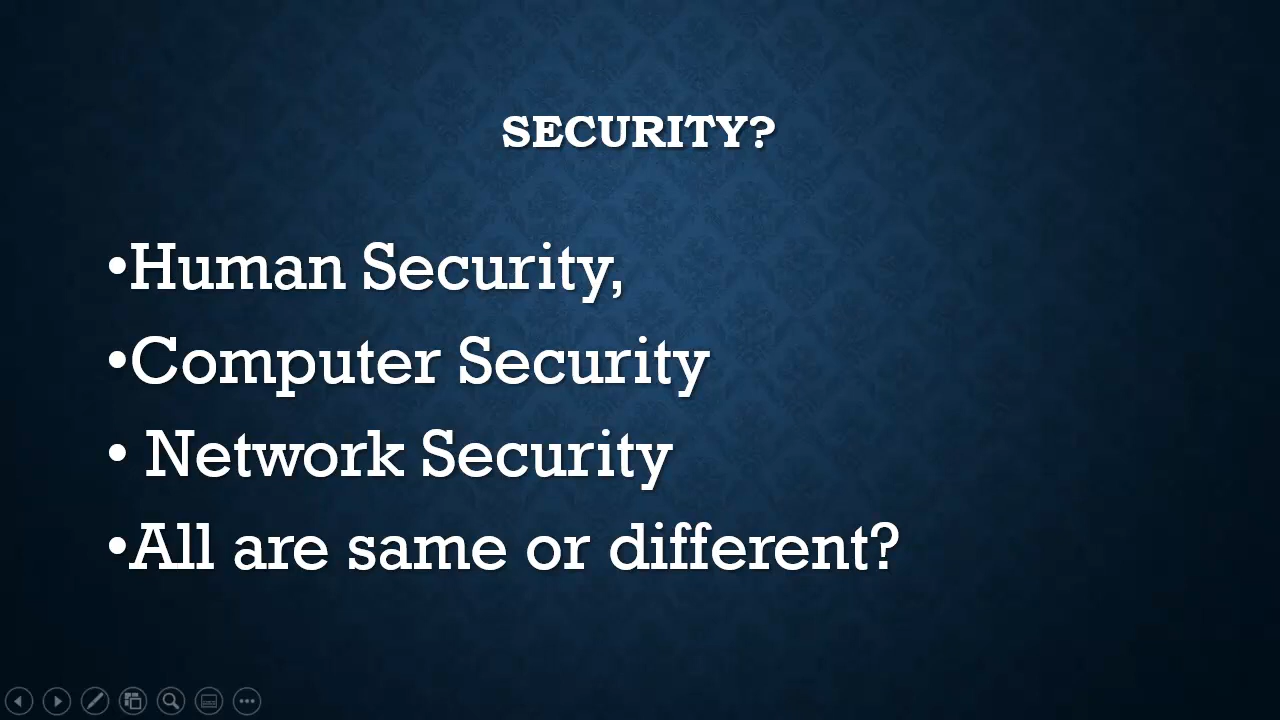 SECURITY?
•Human Security,
•Computer Security
• Network Security
•All are same or different?